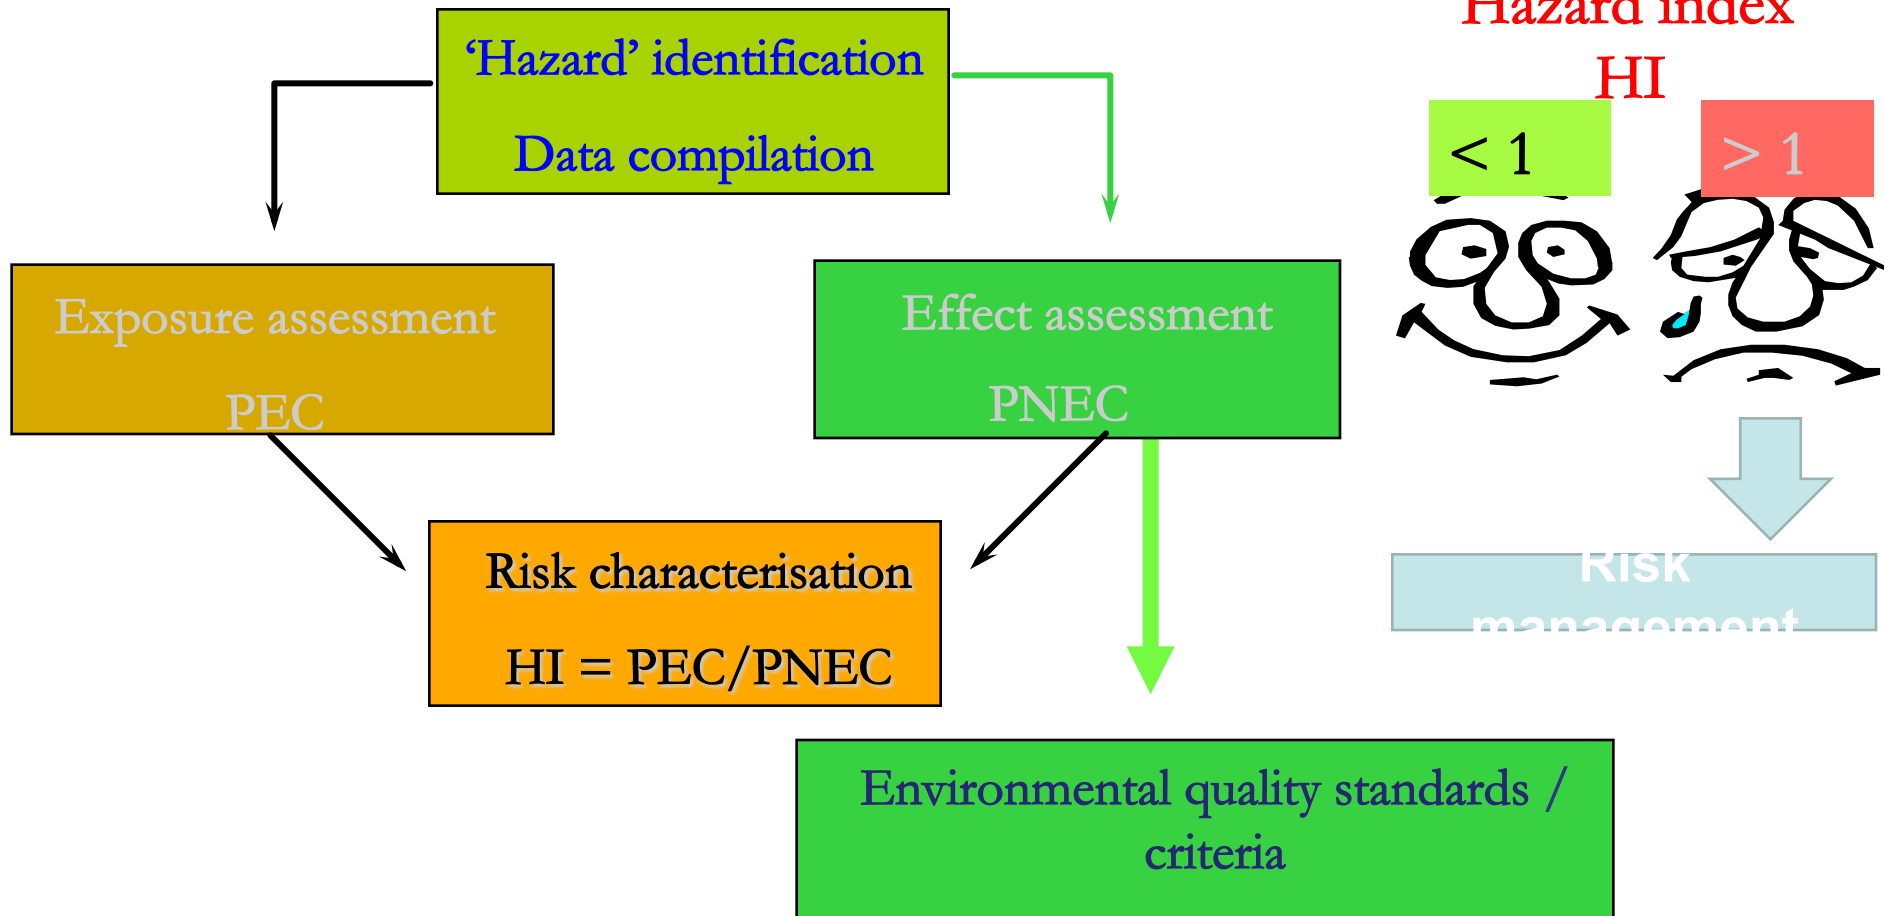 ‘Hazard’ identification
Data compilation
Hazard index
HI
< 1
> 1
Exposure assessment
PEC
Effect assessment
PNEC
Risk characterisation
HI = PEC/PNEC
Risk
management
Environmental quality standards /
criteria